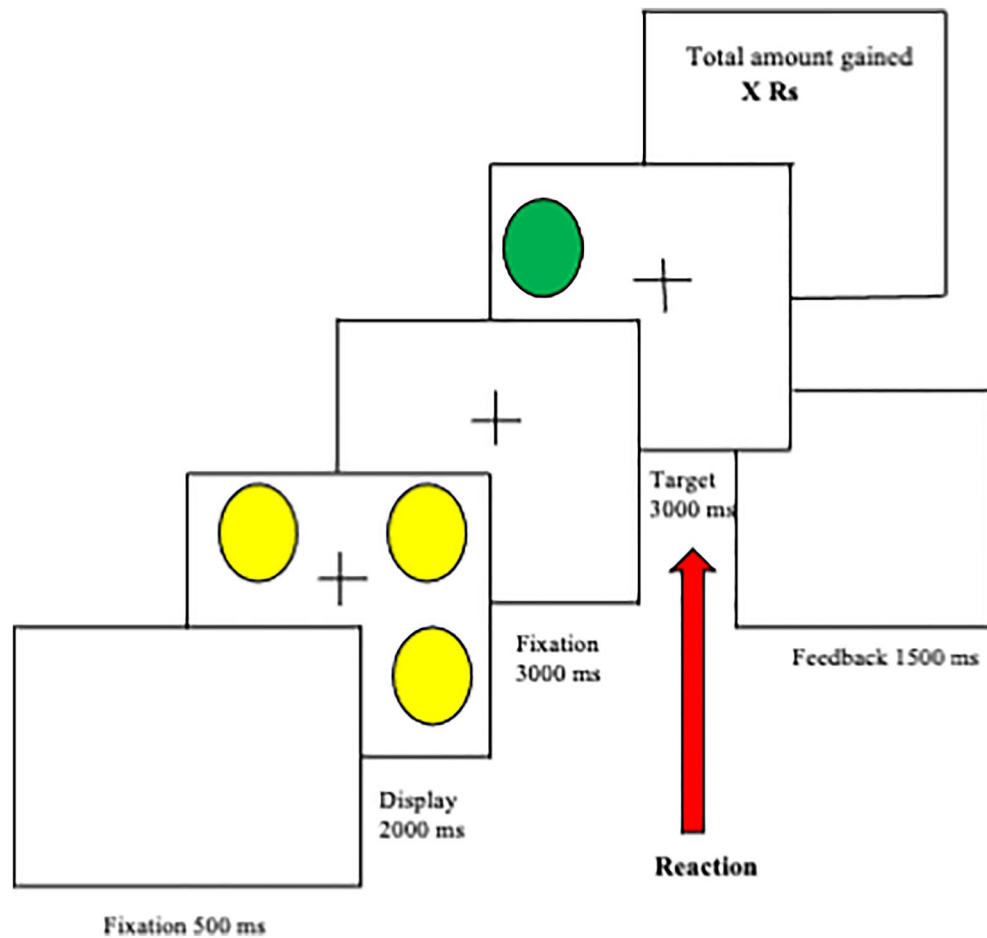 Total amount gained
X Rs
Target
3000 ms
Fixation
3000 ms
Feedback 1500 ms
Display
2000 ms
Reaction
Fixation 500 ms